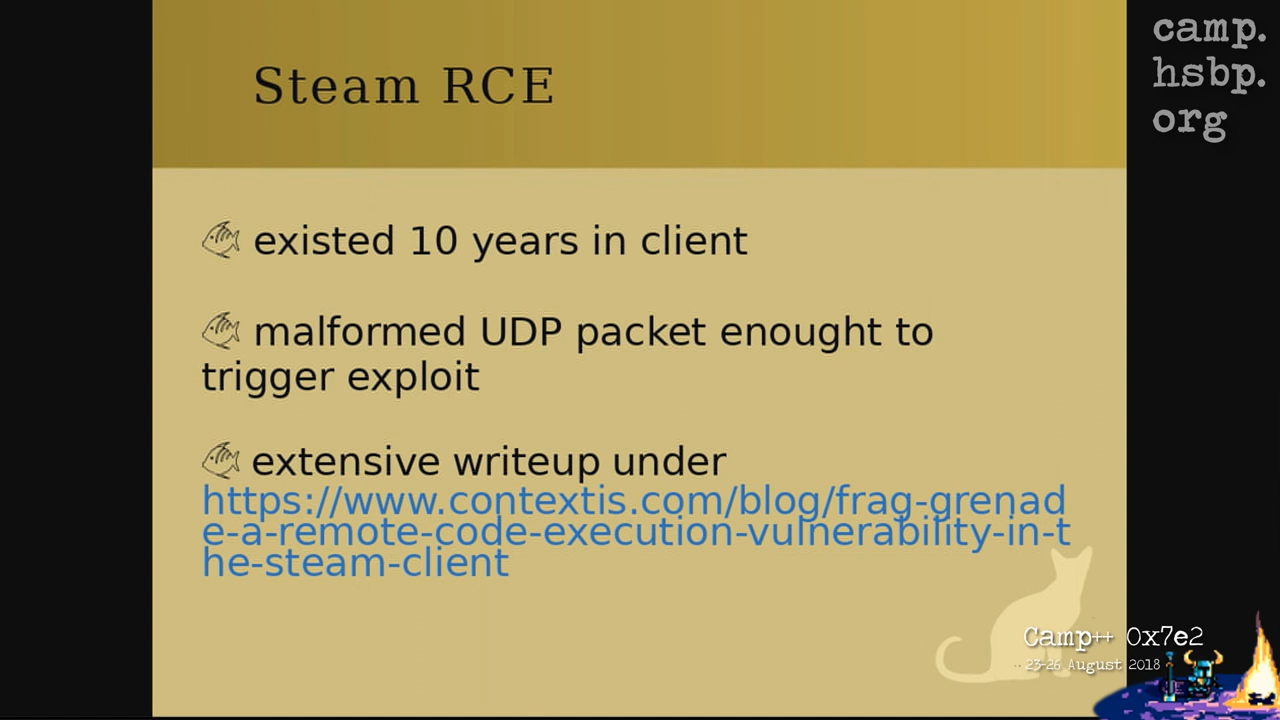 Steam RCE
camp.
hsbp.
org
existed 10 years in client
malformed UDP packet enought to
trigger exploit
extensive writeup under
https://www.contextis.com/blog/frag-grenad
e-a-remote-code-execution-vulnerability-in-t
he-steam-client
Camp++ 0x7e2
23-26 August 2018